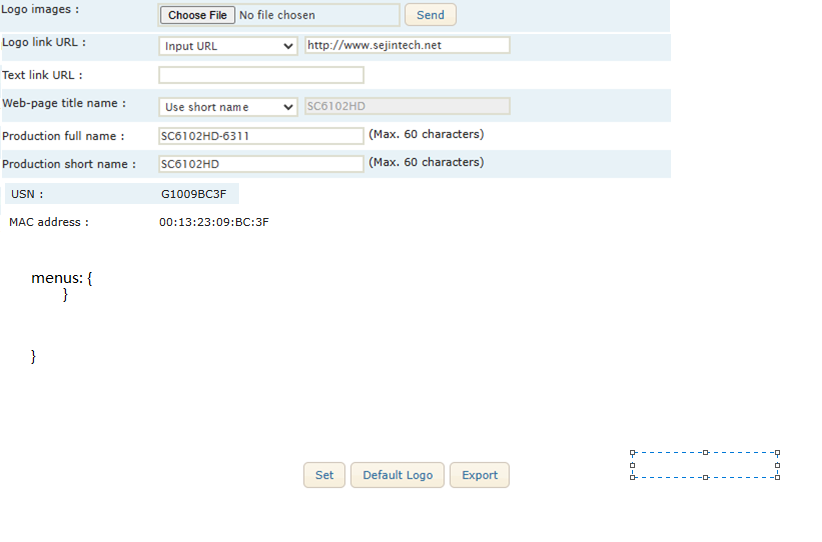 Logo images : Choose File No file chosen Send
Logo link URL : Input URL http://www.sejintech.net
Text link URL :
Web-page title name : Use short name SC6102HD
Production full name : SC6102HD-6311 (Max. 60 characters)
Production short name : SC6102HD (Max. 60 characters)
USN : G1009BC3F
MAC address : 00:13:23:09:BC:3F
menus: {
}
}
Set Default Logo Export